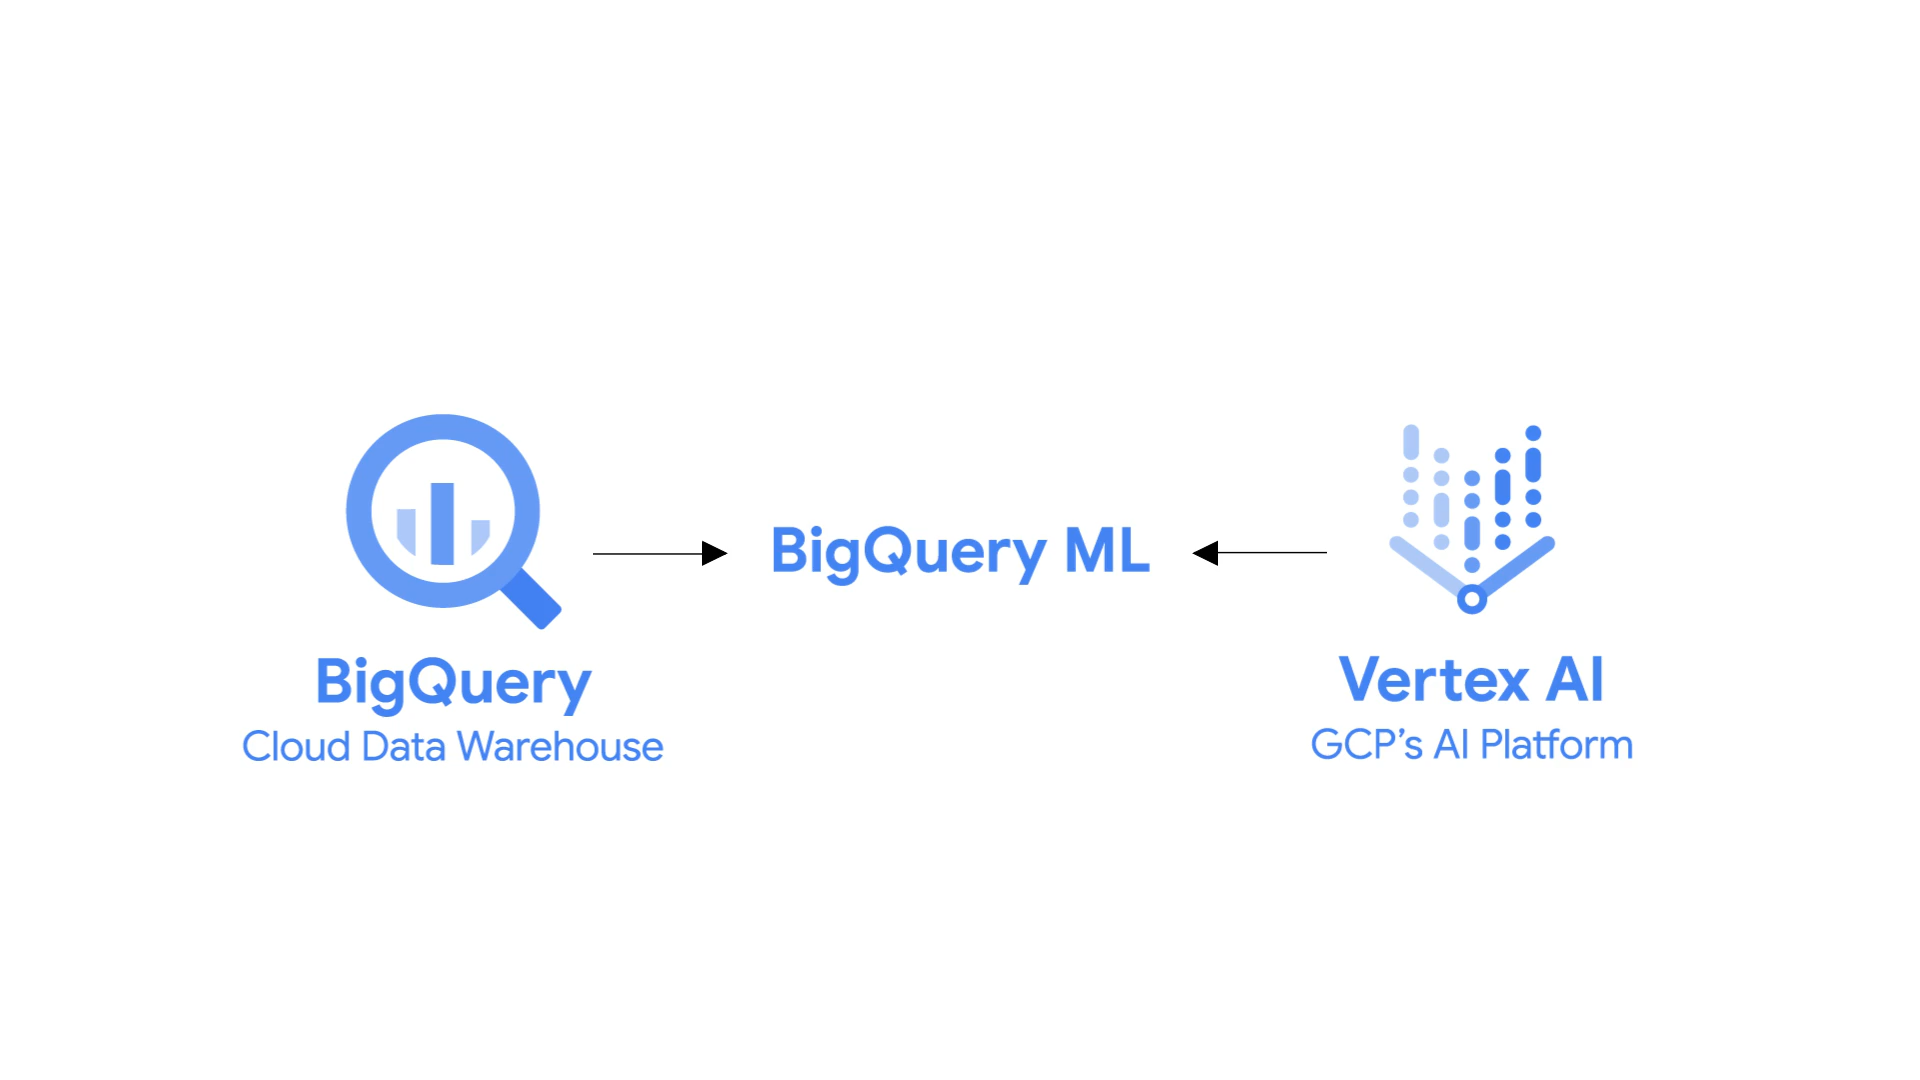 BigQuery
Cloud Data Warehouse
BigQuery ML
Vertex AI
GCP’s AI Platform